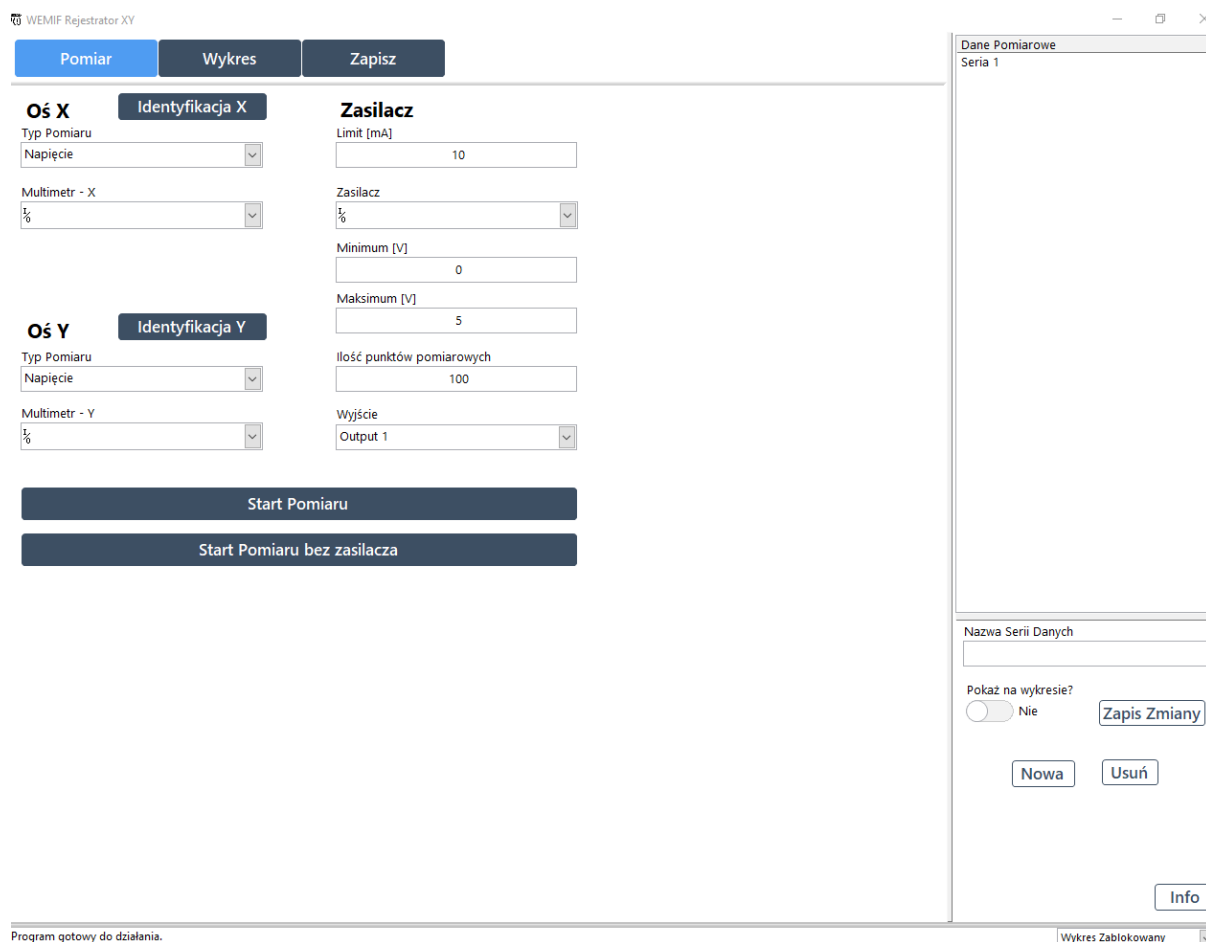 WEMIF Rejestrator XY
Pomiar
Wykres
Zapisz
Oś X
Identyfikacja X
Typ Pomiaru
Napięcie
Multimetr - X
Oś Y
Identyfikacja Y
Typ Pomiaru
Napięcie
Multimetr - Y
Zasilacz
Limit [mA]
10
Zasilacz
Minimum [V]
0
Maksimum [V]
5
Ilość punktów pomiarowych
100
Wyjście
Output 1
Start Pomiaru
Start Pomiaru bez zasilacza
Dane Pomiarowe
Seria 1
Nazwa Serii Danych
Pokaż na wykresie?
Nie
Zapis Zmiany
Nowa
Usuń
Info
Program gotowy do działania.
Wykres Zablokowany